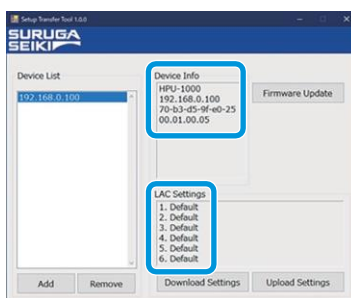 Setup Transfer Tool 1.0.0
SURUGA
SEIKI
Device List
192.168.0.100
Device Info
HPU-1000
192.168.0.100
70-b3-d5-9f-e0-25
00.01.00.05
Firmware Update
LAC Settings
1. Default
2. Default
3. Default
4. Default
5. Default
6. Default
Add
Remove
Download Settings
Upload Settings